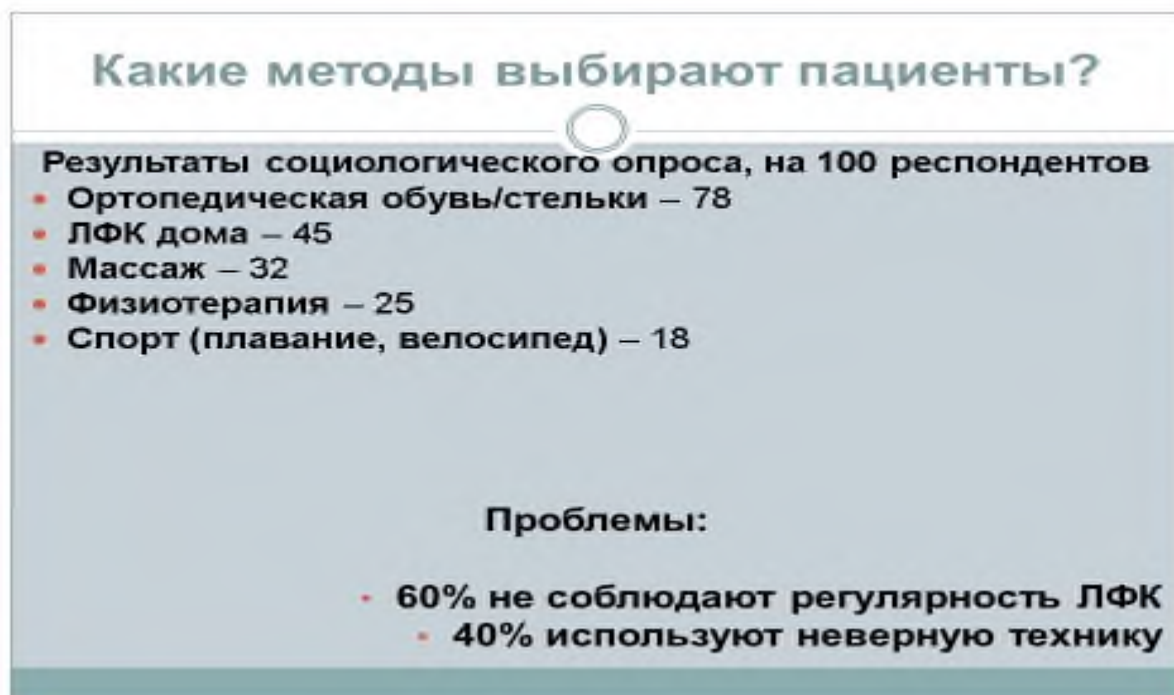 Какие методы выбирают пациенты?
Результаты социологического опроса, на 100 респондентов
• Ортопедическая обувь/стельки – 78
• ЛФК дома – 45
• Массаж – 32
• Физиотерапия – 25
• Спорт (плавание, велосипед) – 18
Проблемы:
• 60% не соблюдают регулярность ЛФК
• 40% используют неверную технику